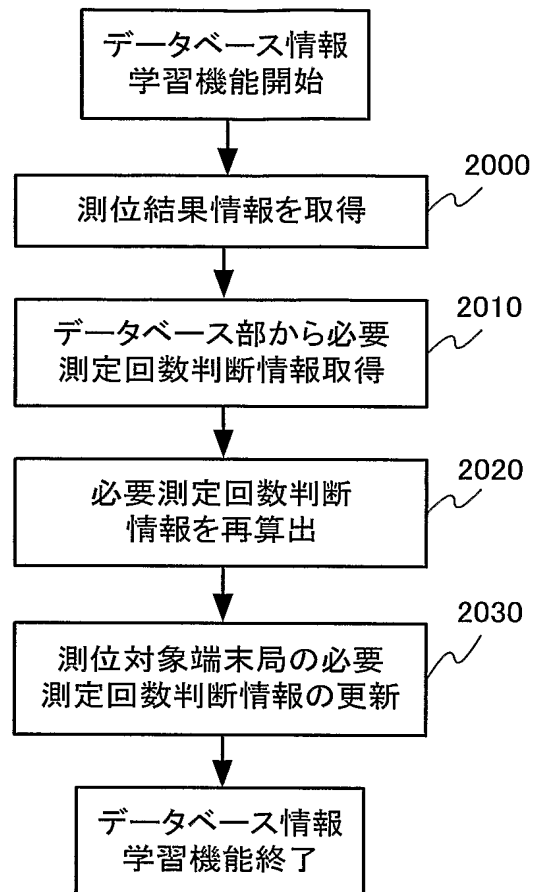 データベース情報
学習機能開始
2000
測位結果情報を取得
2010
データベース部から必要
測定回数判断情報取得
2020
必要測定回数判断
情報を再算出
2030
測位対象端末局の必要
測定回数判断情報の更新
データベース情報
学習機能終了